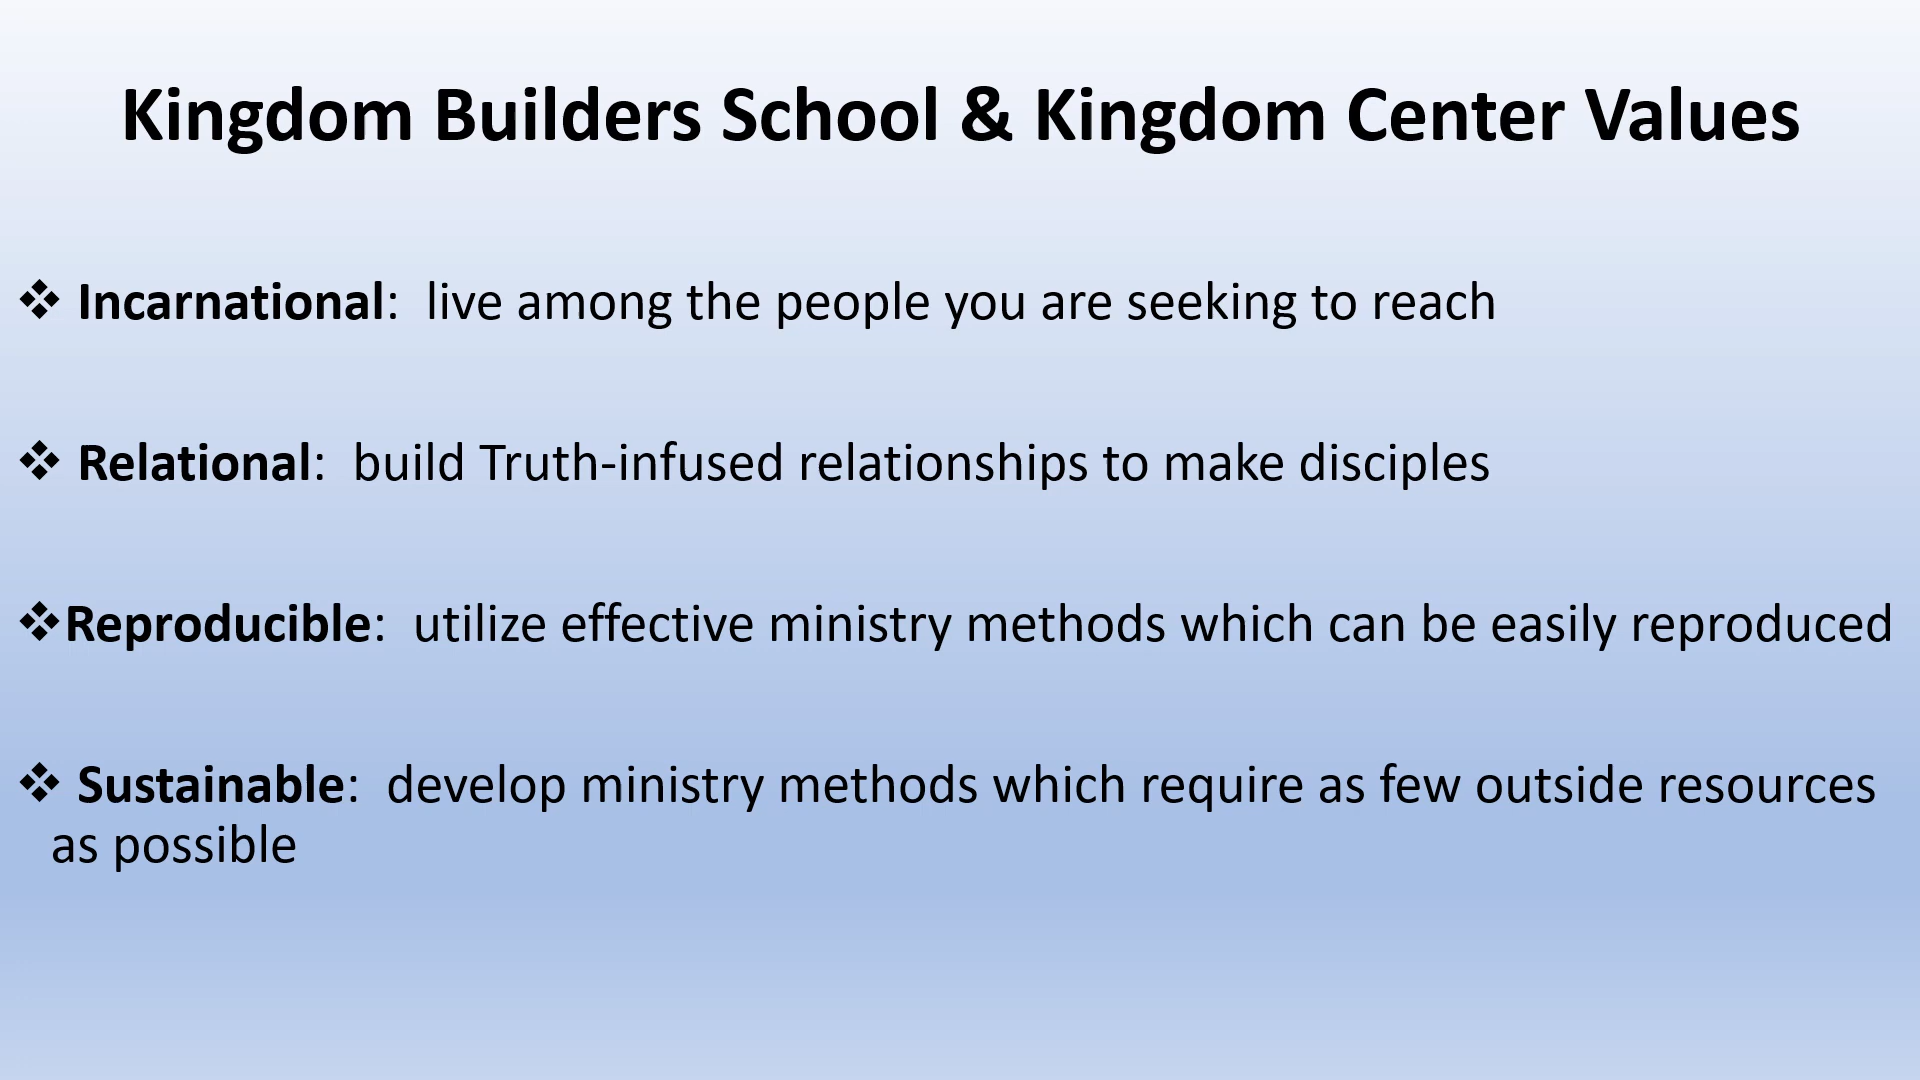 Kingdom Builders School & Kingdom Center Values
❖ Incarnational:  live among the people you are seeking to reach
❖ Relational:  build Truth-infused relationships to make disciples
❖Reproducible:  utilize effective ministry methods which can be easily reproduced
❖ Sustainable:  develop ministry methods which require as few outside resources
as possible